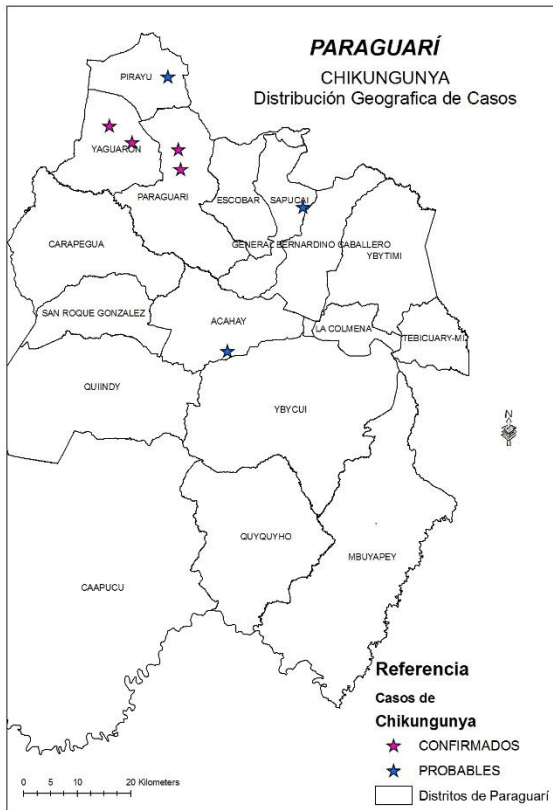 PARAGUARÍ
CHIKUNGUNYA
Distribución Geografica de Casos
PIRAYU
YAGUARON
PARAGUARI
ESCOBAR
SAPUCAI
CARAPEGUA
GENERAL BERNARDINO CABALLERO
YBYTIMI
SAN ROQUE GONZALEZ
ACAHAY
LA COLMENA
TEBICUARY-MI
QUIINDY
YBYCUI
N
QUYQUYHO
MBUYAPEY
CAAPUCU
Referencia
Casos de
Chikungunya
CONFIRMADOS
PROBABLES
Distritos de Paraguarí
0 5 10 20 Kilometers